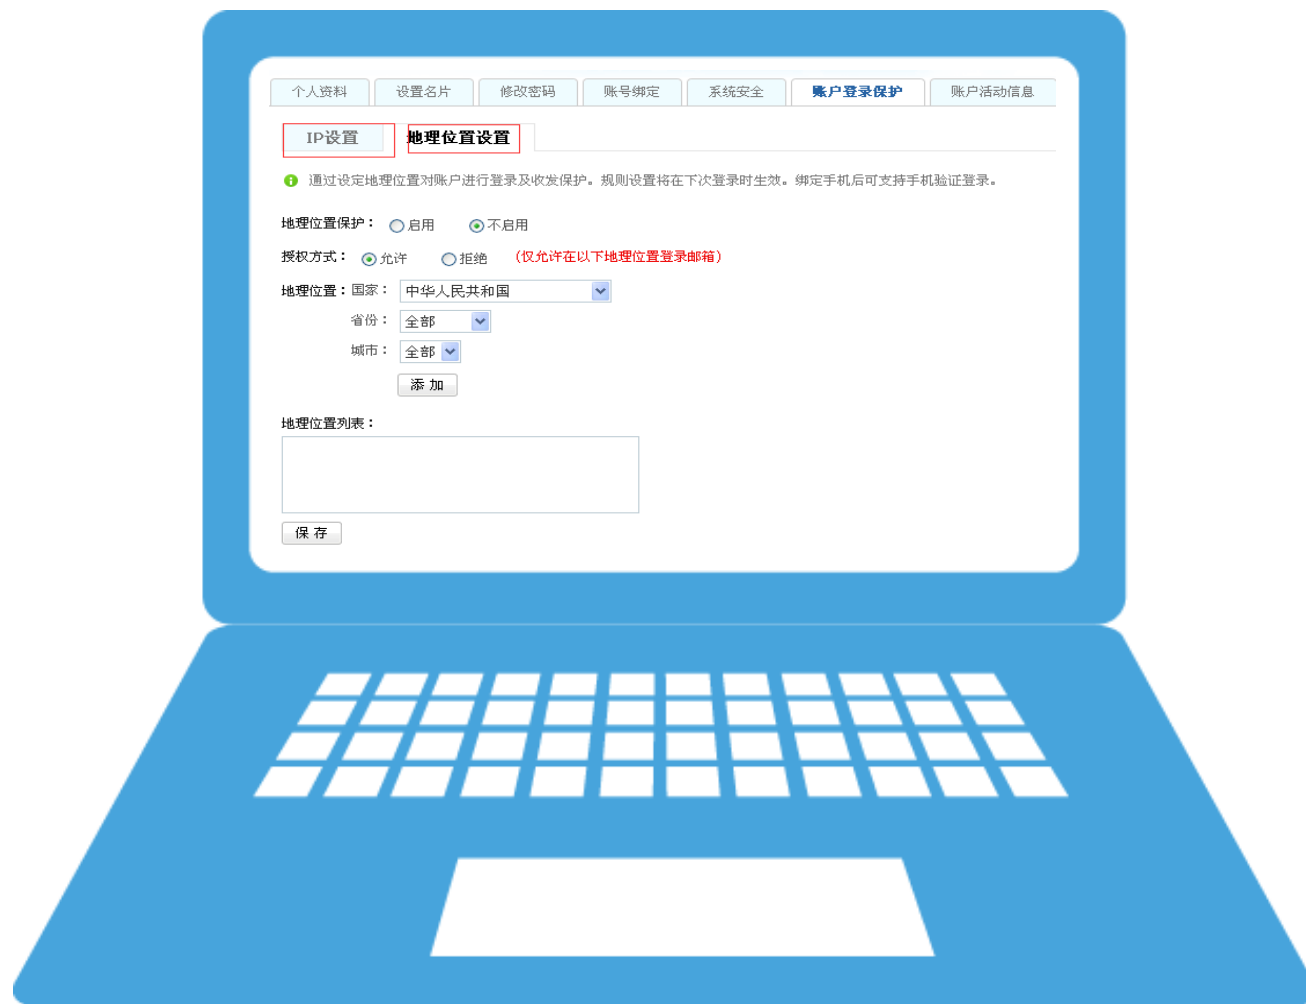 个人资料 设置名片 修改密码 账号绑定 系统安全 账户登录保护 账户活动信息
IP设置 地理位置设置
通过设定地理位置对账户进行登录及收发保护。规则设置将在下次登录时生效。绑定手机后可支持手机验证登录。
地理位置保护： 启用 不启用
授权方式： 允许 拒绝 (仅允许在以下地理位置登录邮箱)
地理位置：国家： 中华人民共和国
省份： 全部
城市： 全部
添 加
地理位置列表：
保 存